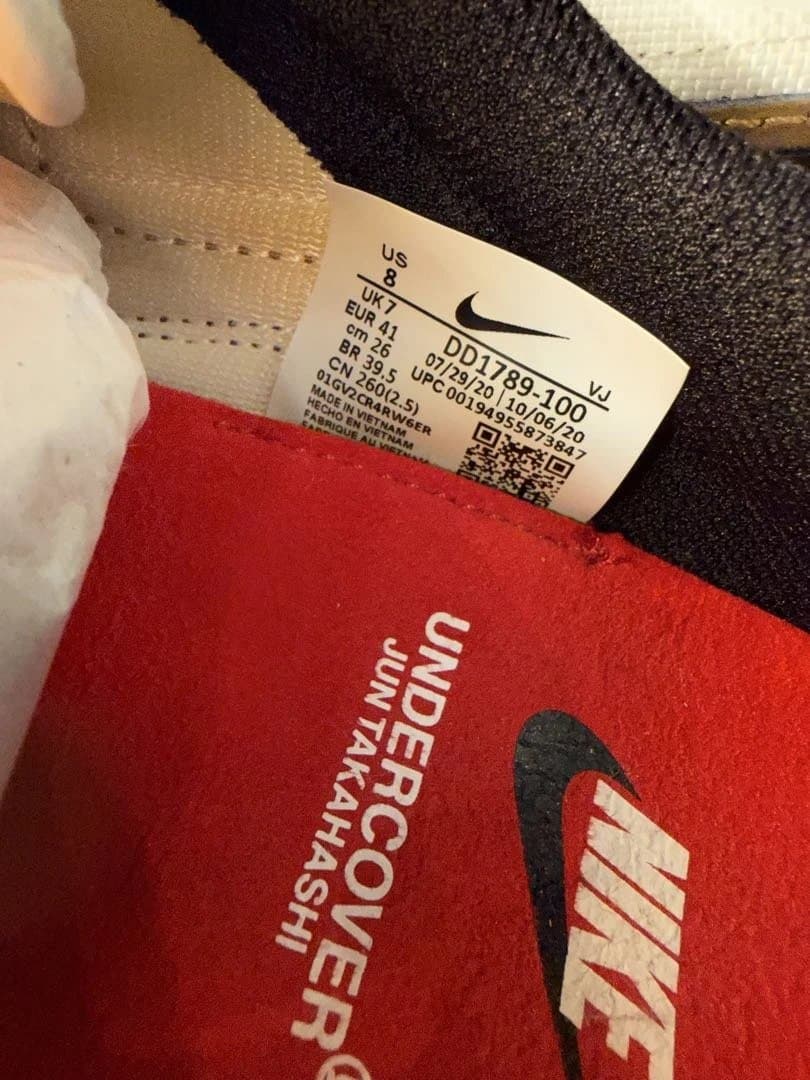 US
8
UK 7
EUR 41
cm 26
BR 39.5
CN 260(2.5)
01GV2CR4RW6ER
MADE IN VIETNAM
HECHO EN VIETNAM
FABRIQUE AU VIETNAM
DD1789-100
VJ
07/29/20 | 10/06/20
UPC 00194955873847
UNDERCOVER®
JUN TAKAHASHI
NIKE